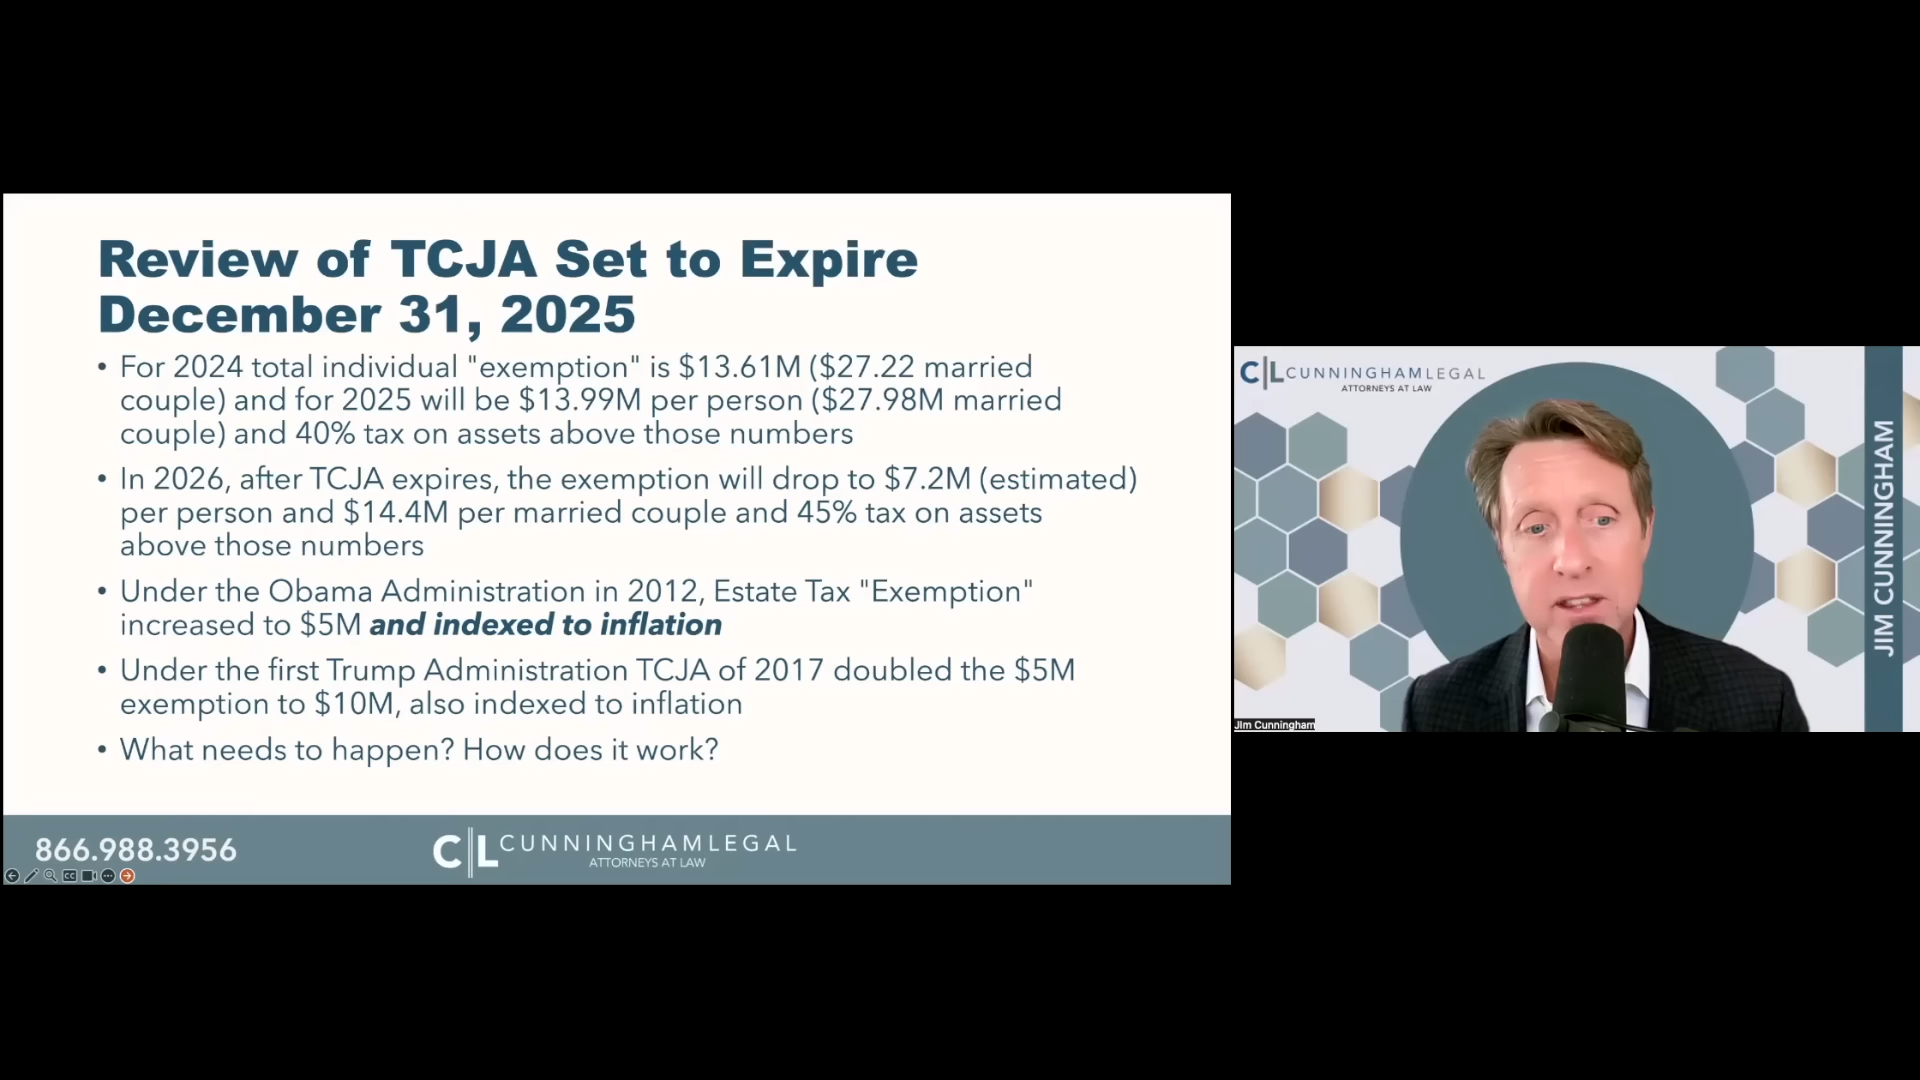 Review of TCJA Set to Expire
December 31, 2025
• For 2024 total individual "exemption" is $13.61M ($27.22 married
couple) and for 2025 will be $13.99M per person ($27.98M married
couple) and 40% tax on assets above those numbers
• In 2026, after TCJA expires, the exemption will drop to $7.2M (estimated)
per person and $14.4M per married couple and 45% tax on assets
above those numbers
• Under the Obama Administration in 2012, Estate Tax "Exemption"
increased to $5M and indexed to inflation
• Under the first Trump Administration TCJA of 2017 doubled the $5M
exemption to $10M, also indexed to inflation
• What needs to happen? How does it work?
866.988.3956
CL CUNNINGHAMLEGAL
ATTORNEYS AT LAW
CC
CL CUNNINGHAMLEGAL
ATTORNEYS AT LAW
JIM CUNNINGHAM
Jim Cunningham